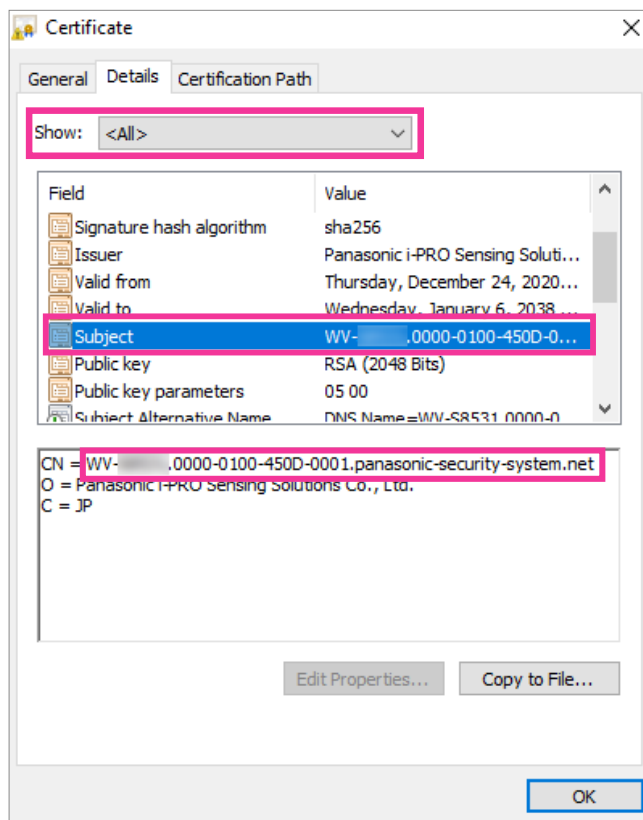 Certificate
General Details Certification Path
Show: <All>
Field Value
Signature hash algorithm sha256
Issuer Panasonic i-PRO Sensing Soluti...
Valid from Thursday, December 24, 2020...
Valid to Wednesday, January 6, 2038 ...
Subject WV- .0000-0100-450D-0...
Public key RSA (2048 Bits)
Public key parameters 05 00
Subject Alternative Name DNS Name=WV-S8531.0000-0
CN = WV- .0000-0100-450D-0001.panasonic-security-system.net
O = Panasonic i-PRO Sensing Solutions Co., Ltd.
C = JP
Edit Properties... Copy to File...
OK